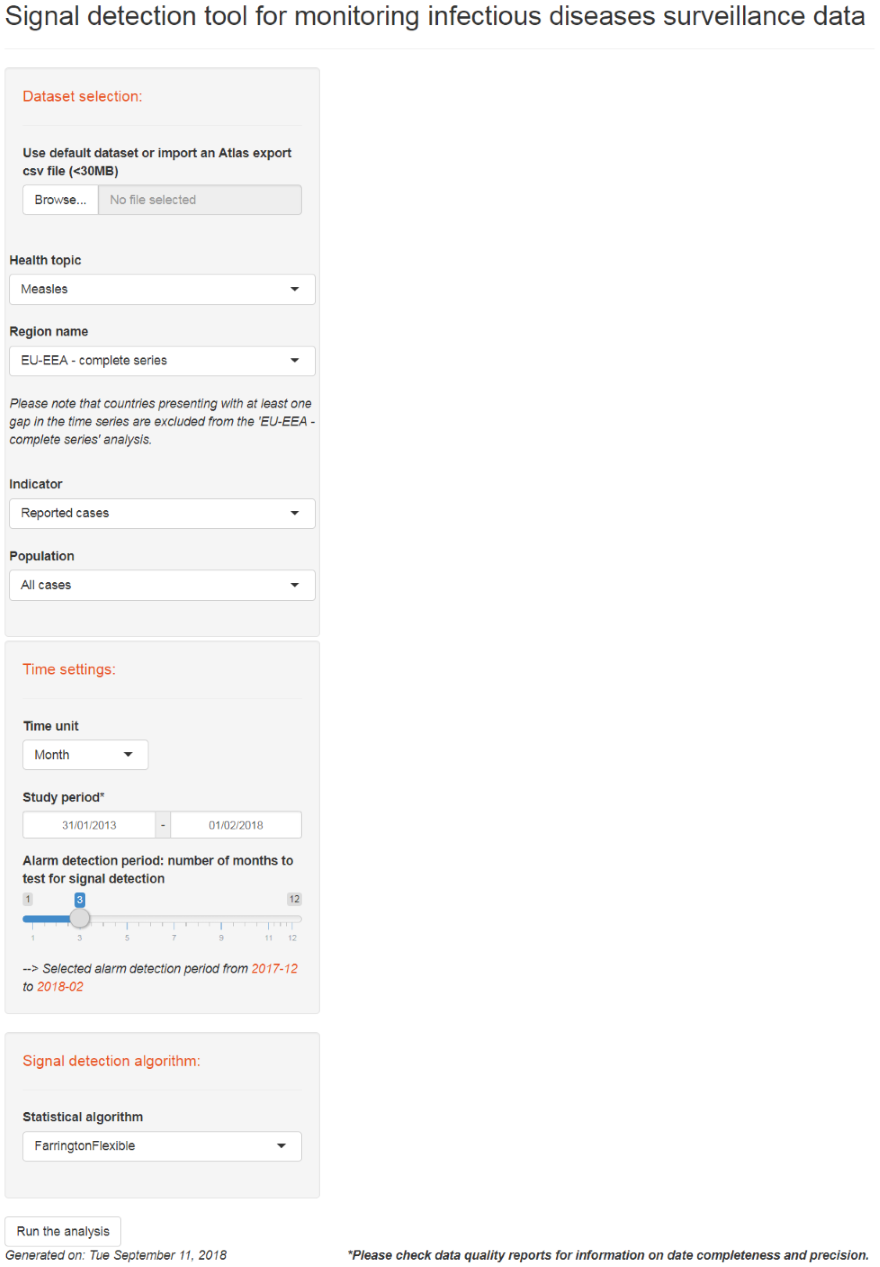 Signal detection tool for monitoring infectious diseases surveillance data
Dataset selection:
Use default dataset or import an Atlas export
csv file (<30MB)
Browse... No file selected
Health topic
Measles
Region name
EU-EEA - complete series
Please note that countries presenting with at least one
gap in the time series are excluded from the 'EU-EEA -
complete series' analysis.
Indicator
Reported cases
Population
All cases
Time settings:
Time unit
Month
Study period*
31/01/2013 - 01/02/2018
Alarm detection period: number of months to
test for signal detection
1 3 12
1 3 5 7 9 11 12
--> Selected alarm detection period from 2017-12
to 2018-02
Signal detection algorithm:
Statistical algorithm
FarringtonFlexible
Run the analysis
Generated on: Tue September 11, 2018 *Please check data quality reports for information on date completeness and precision.